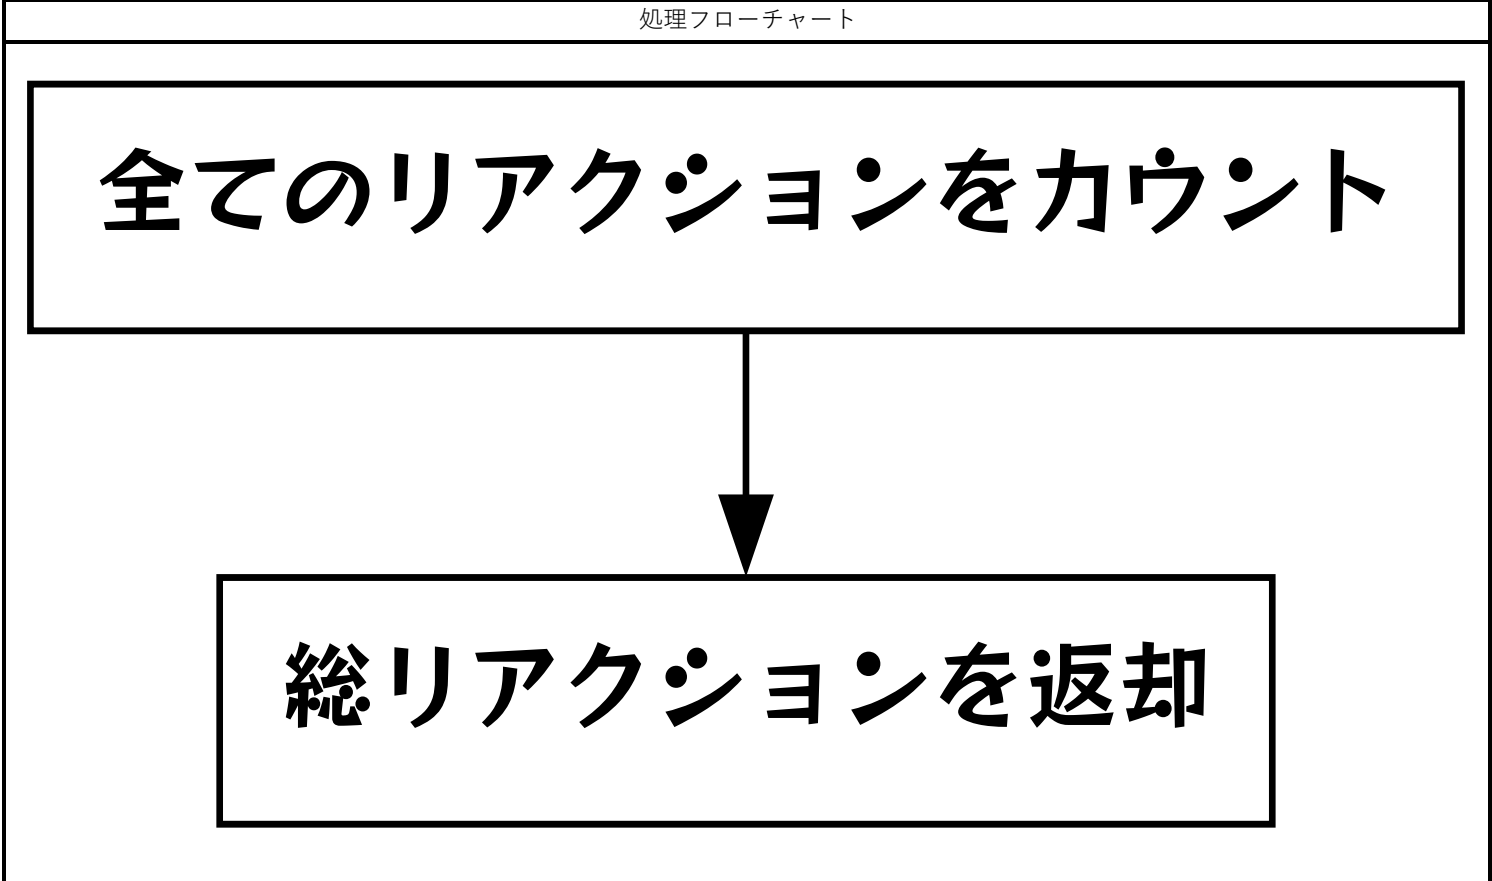 処理フローチャート
全てのリアクションをカウント
総リアクションを返却